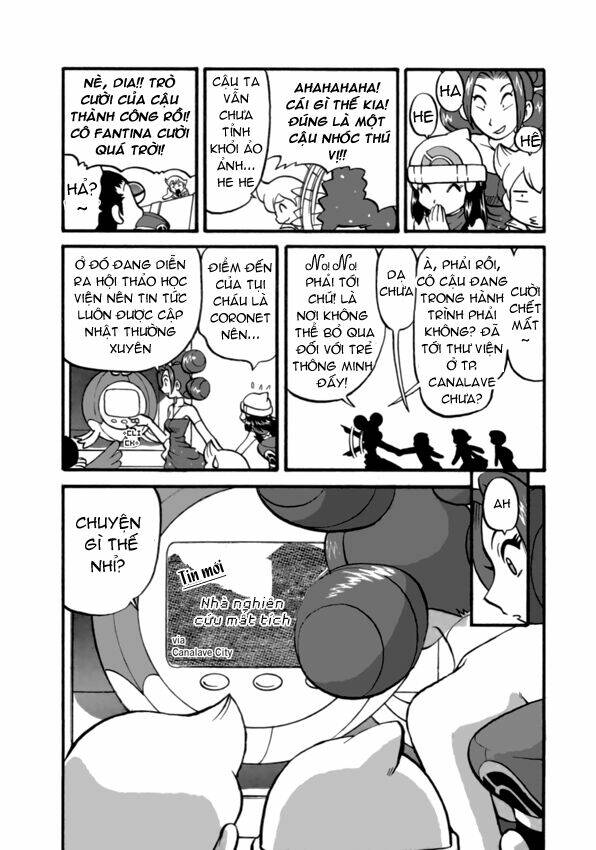 HA
HE
HÊ
AHAHAHAHA!
CÁI GÌ THẾ KIA!
ĐÚNG LÀ MỘT
CẬU NHỐC THÚ
VỊ!!!
CẬU TA
VẪN
CHƯA
TỈNH
KHỎI ẢO
ẢNH...
HE HE
NÈ, DIA!! TRÒ
CƯỜI CỦA CẬU
THÀNH CÔNG RỒI!
CÔ FANTINA CƯỜI
QUÁ TRỜI!
HẢ?
~
CƯỜI
CHẾT
MẤT
~
À, PHẢI RỒI,
CÔ CẬU ĐANG
TRONG HÀNH
TRÌNH PHẢI
KHÔNG? ĐÃ
TỚI THƯ VIỆN
Ở TP.
CANALAVE
CHƯA?
DẠ
CHƯA
No! No!
PHẢI TỚI
CHỨ! LÀ
NƠI KHÔNG
THỂ BỎ QUA
ĐỐI VỚI TRẺ
THÔNG MINH
ĐẤY!
ĐIỂM ĐẾN
CỦA TỤI
CHÁU LÀ
CORONET
NÊN...
Ở ĐÓ ĐANG DIỄN
RA HỘI THẢO HỌC
VIỆN NÊN TIN TỨC
LUÔN ĐƯỢC CẬP
NHẬT THƯỜNG
XUYÊN
CLI
CH
AH
CHUYỆN
GÌ THẾ
NHỈ?
Tin mới
Nhà nghiên
cứu mất tích
via
Canalave City